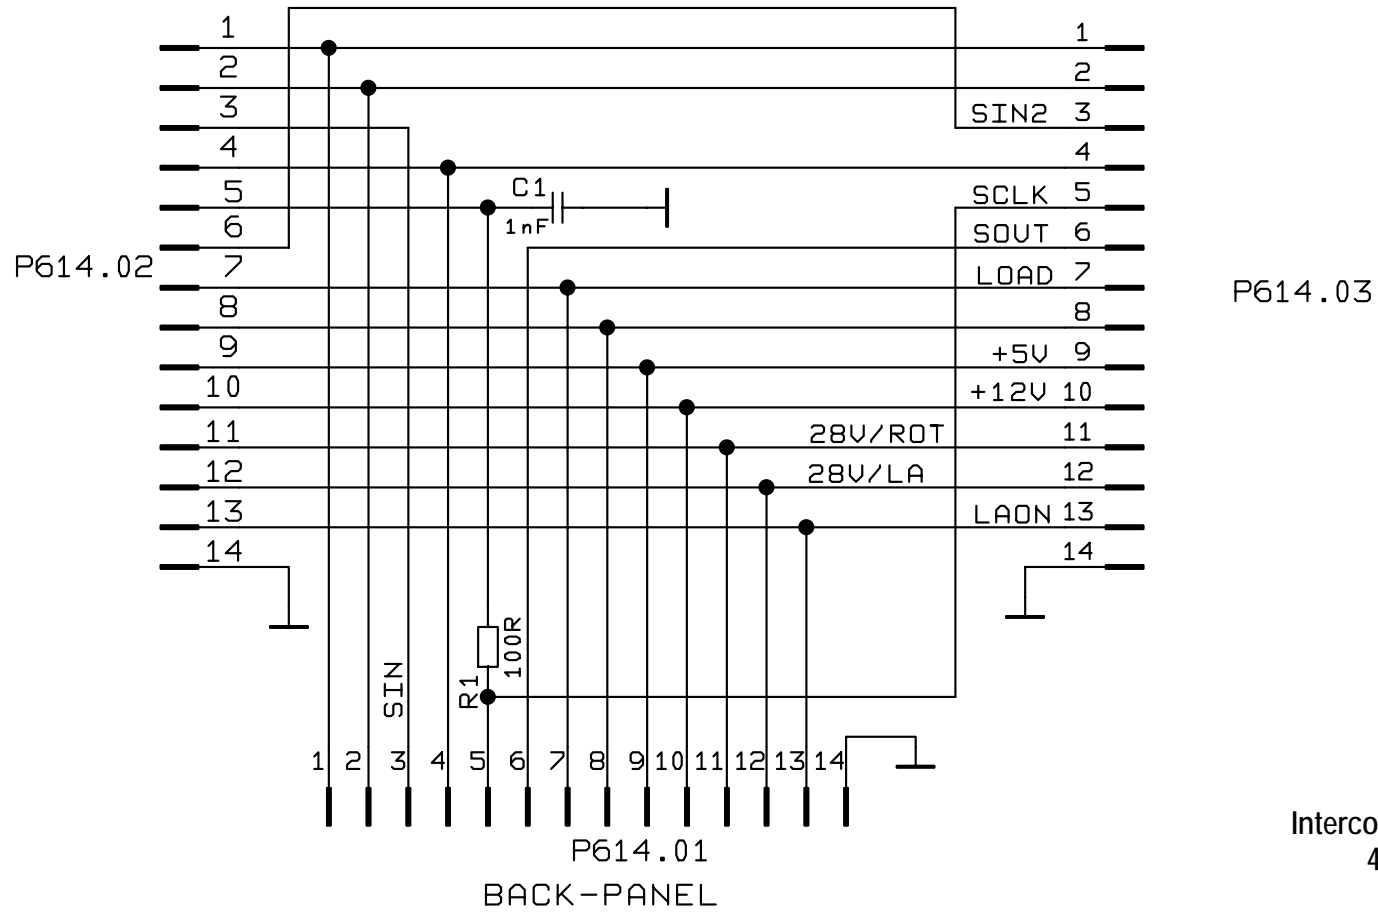 1 1
2 2
3 SIN2 3
4 4
5 C1 SCLK 5
1nF
6 SOUT 6
P614.02 7 LOAD 7
P614.03
8 8
9 +5V 9
10 +12V 10
11 28V/ROT 11
12 28V/LA 12
13 LAON 13
14 14
100R
R1
SIN
1 2 3 4 5 6 7 8 9 10 11 12 13 14
P614.01
BACK-PANEL
Interco
4